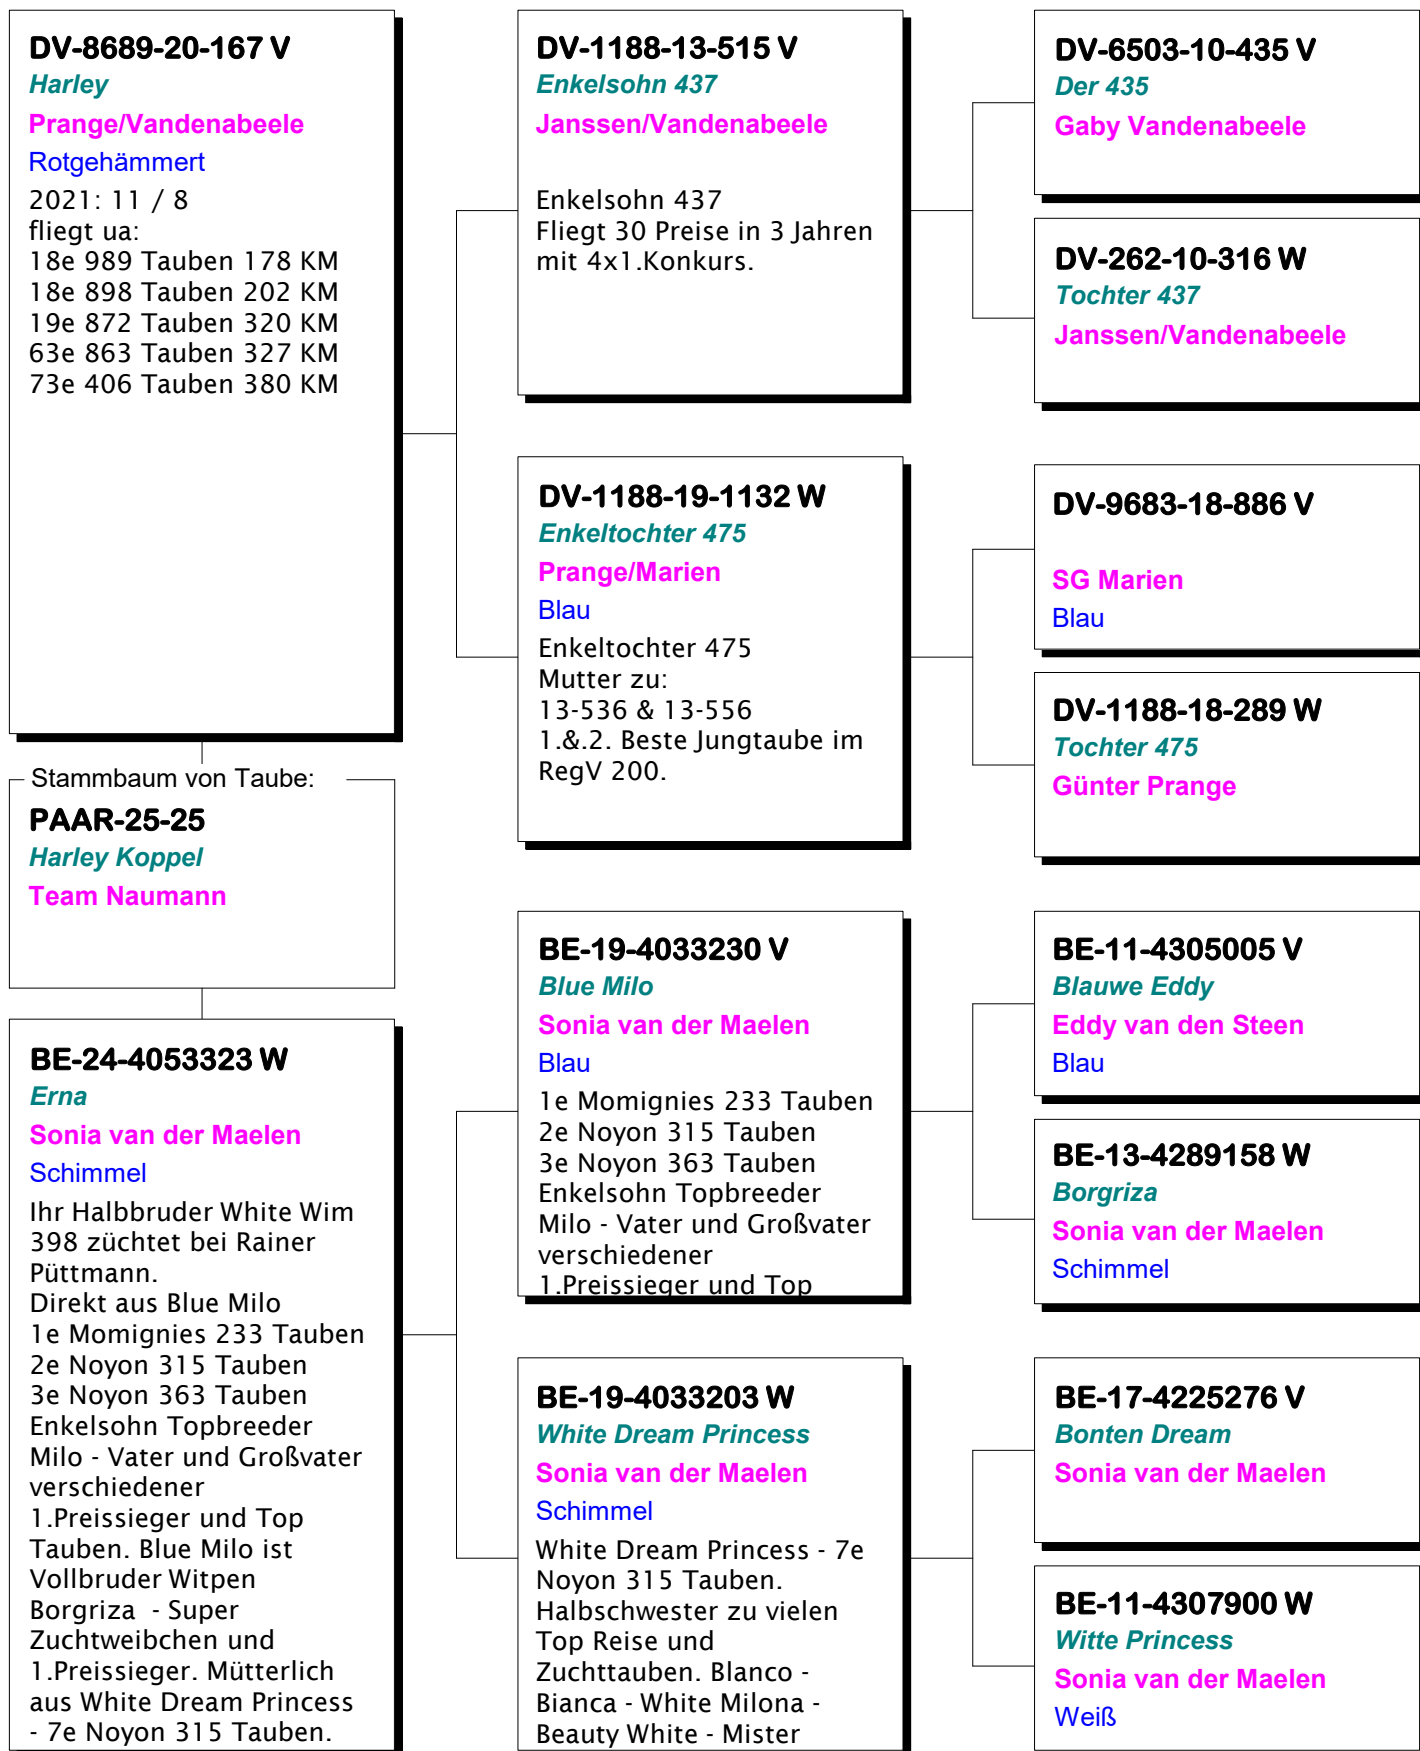 DV-8689-20-167 V
Harley
Prange/Vandenabeele
Rotgehämmert
2021: 11 / 8
fliegt ua:
18e 989 Tauben 178 KM
18e 898 Tauben 202 KM
19e 872 Tauben 320 KM
63e 863 Tauben 327 KM
73e 406 Tauben 380 KM
Stammbaum von Taube:
PAAR-25-25
Harley Koppel
Team Naumann
BE-24-4053323 W
Erna
Sonia van der Maelen
Schimmel
Ihr Halbbruder White Wim
398 züchtet bei Rainer
Püttmann.
Direkt aus Blue Milo
1e Momignies 233 Tauben
2e Noyon 315 Tauben
3e Noyon 363 Tauben
Enkelsohn Topbreeder
Milo - Vater und Großvater
verschiedener
1.Preissieger und Top
Tauben. Blue Milo ist
Vollbruder Witpen
Borgriza  - Super
Zuchtweibchen und
1.Preissieger. Mütterlich
aus White Dream Princess
- 7e Noyon 315 Tauben.
DV-1188-13-515 V
Enkelsohn 437
Janssen/Vandenabeele
Enkelsohn 437
Fliegt 30 Preise in 3 Jahren
mit 4x1.Konkurs.
DV-1188-19-1132 W
Enkeltochter 475
Prange/Marien
Blau
Enkeltochter 475
Mutter zu:
13-536 & 13-556
1.&.2. Beste Jungtaube im
RegV 200.
BE-19-4033230 V
Blue Milo
Sonia van der Maelen
Blau
1e Momignies 233 Tauben
2e Noyon 315 Tauben
3e Noyon 363 Tauben
Enkelsohn Topbreeder
Milo - Vater und Großvater
verschiedener
1.Preissieger und Top
BE-19-4033203 W
White Dream Princess
Sonia van der Maelen
Schimmel
White Dream Princess - 7e
Noyon 315 Tauben.
Halbschwester zu vielen
Top Reise und
Zuchttauben. Blanco -
Bianca - White Milona -
Beauty White - Mister
DV-6503-10-435 V
Der 435
Gaby Vandenabeele
DV-262-10-316 W
Tochter 437
Janssen/Vandenabeele
DV-9683-18-886 V
SG Marien
Blau
DV-1188-18-289 W
Tochter 475
Günter Prange
BE-11-4305005 V
Blauwe Eddy
Eddy van den Steen
Blau
BE-13-4289158 W
Borgriza
Sonia van der Maelen
Schimmel
BE-17-4225276 V
Bonten Dream
Sonia van der Maelen
BE-11-4307900 W
Witte Princess
Sonia van der Maelen
Weiß